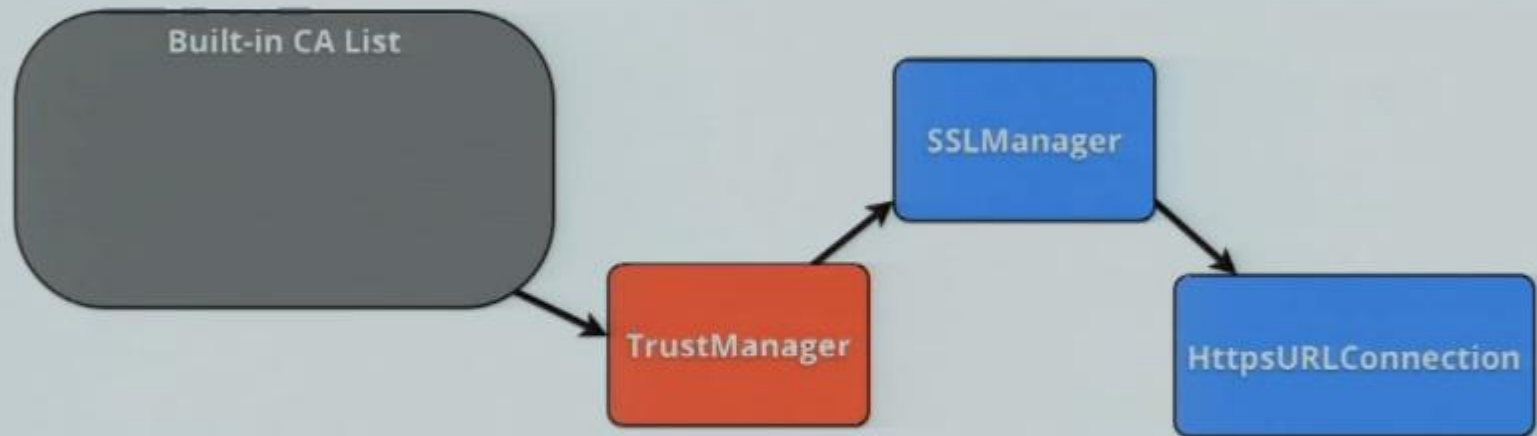 Built-in CA List
SSLManager
TrustManager
HttpsURLConnection